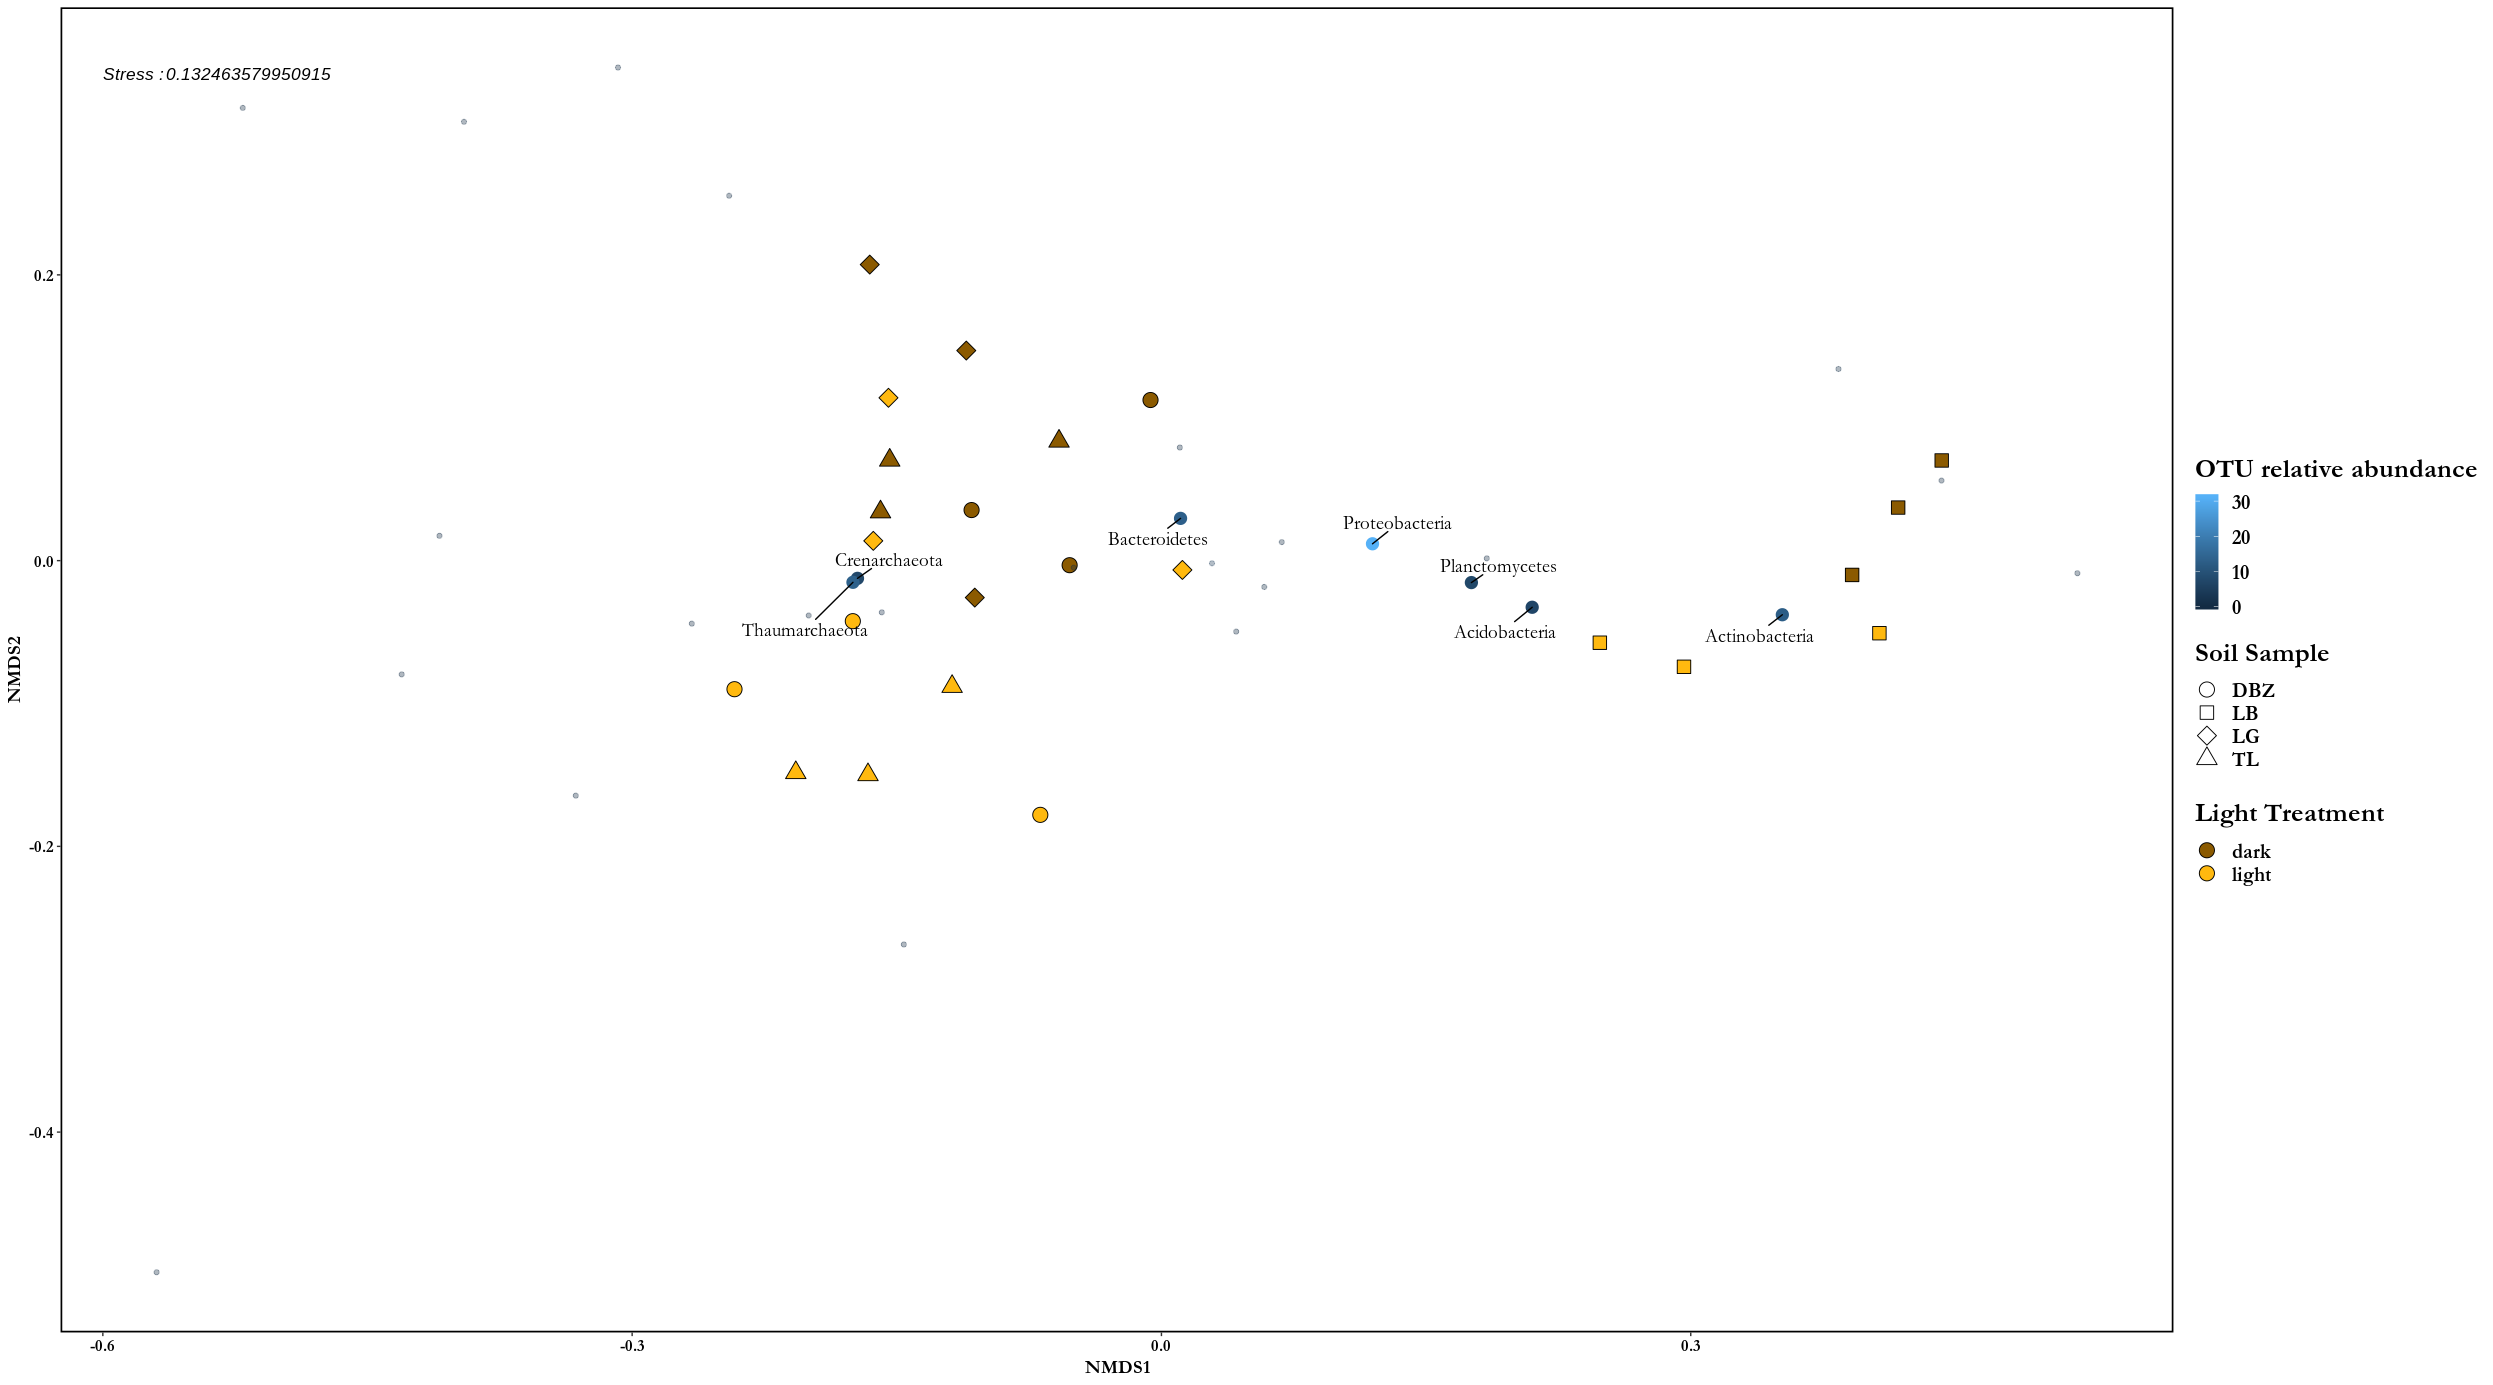 Stress : 0.132463579950915
0.2
0.0
-0.2
-0.4
NMDS2
-0.6
-0.3
0.0
0.3
NMDS1
Proteobacteria
Bacteroidetes
Crenarchaeota
Planctomycetes
Thaumarchaeota
Acidobacteria
Actinobacteria
OTU relative abundance
30
20
10
0
Soil Sample
DBZ
LB
LG
TL
Light Treatment
dark
light